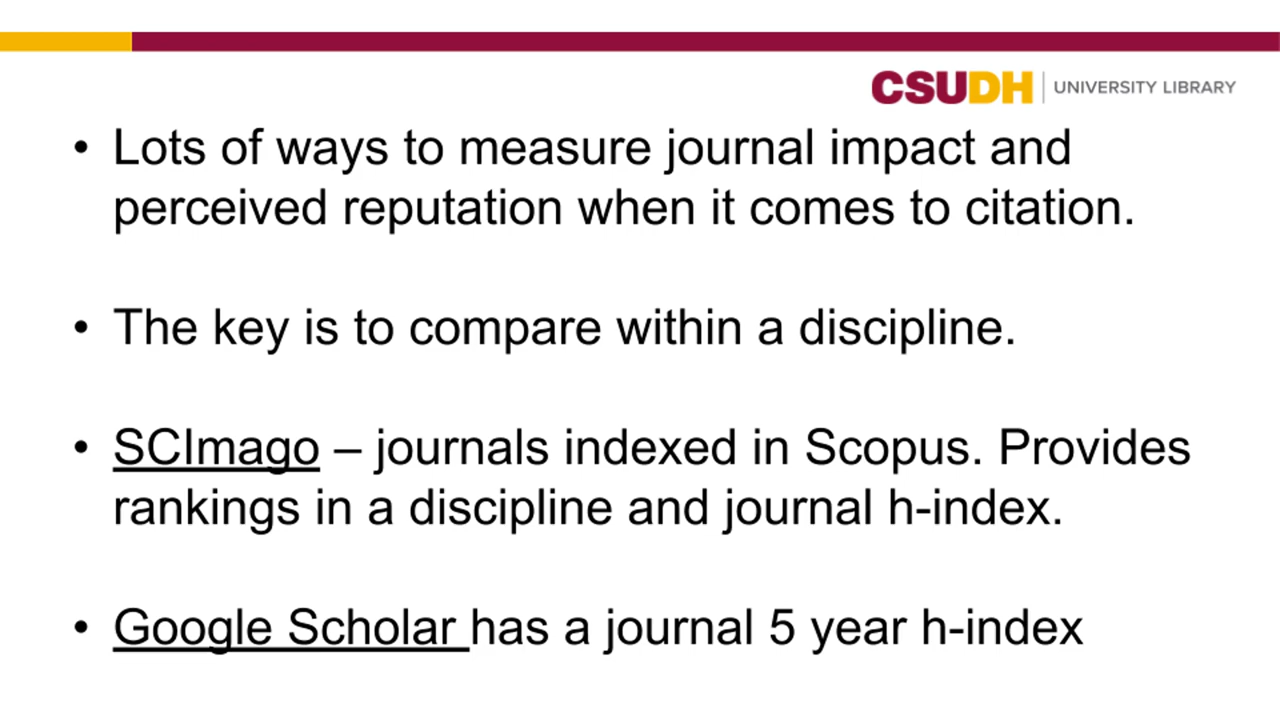 CSUDH | UNIVERSITY LIBRARY
• Lots of ways to measure journal impact and
perceived reputation when it comes to citation.
• The key is to compare within a discipline.
• SCImago – journals indexed in Scopus. Provides
rankings in a discipline and journal h-index.
• Google Scholar has a journal 5 year h-index